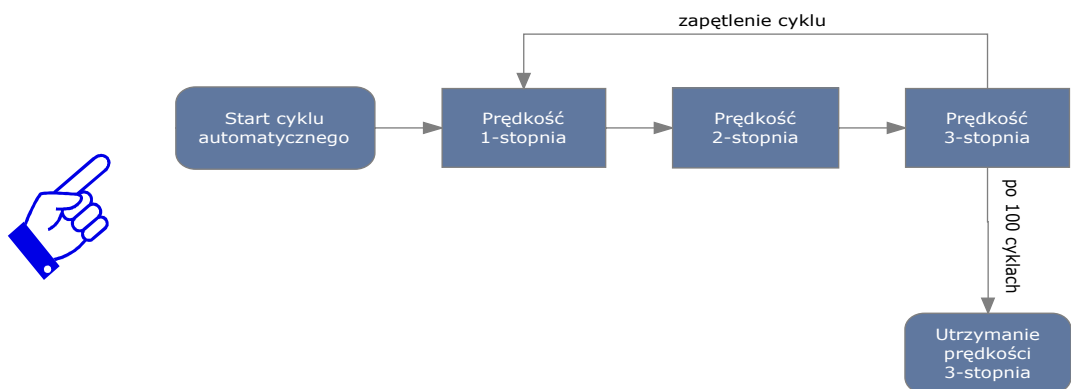 zapętlenie cyklu
Start cyklu
automatycznego
Prędkość
1-stopnia
Prędkość
2-stopnia
Prędkość
3-stopnia
po 100 cyklach
Utrzymanie
prędkości
3-stopnia